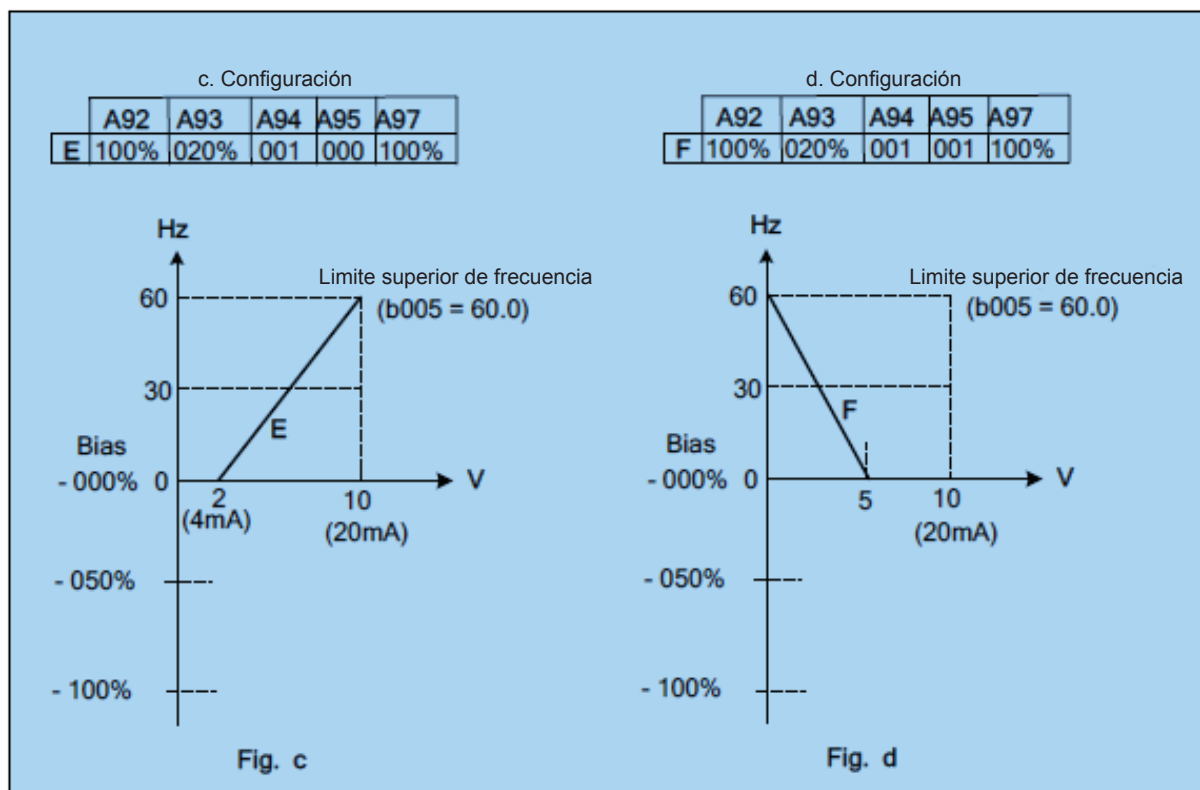 c. Configuración
A92 A93 A94 A95 A97
E 100% 020% 001 000 100%
Hz
60
Limite superior de frecuencia
(b005 = 60.0)
30
E
Bias
- 000% 0
V
2 10
(4mA) (20mA)
- 050%
- 100%
Fig. c
d. Configuración
A92 A93 A94 A95 A97
F 100% 020% 001 001 100%
Hz
60
Limite superior de frecuencia
(b005 = 60.0)
30
F
Bias
- 000% 0
V
5 10
(20mA)
- 050%
- 100%
Fig. d